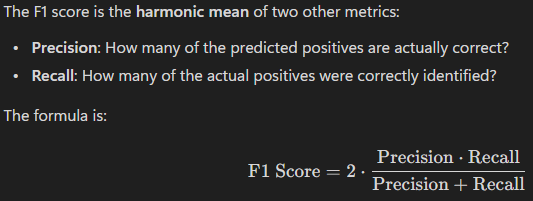 The F1 score is the harmonic mean of two other metrics:
• Precision: How many of the predicted positives are actually correct?
• Recall: How many of the actual positives were correctly identified?
The formula is:
F1 Score = 2 · Precision · Recall / Precision + Recall